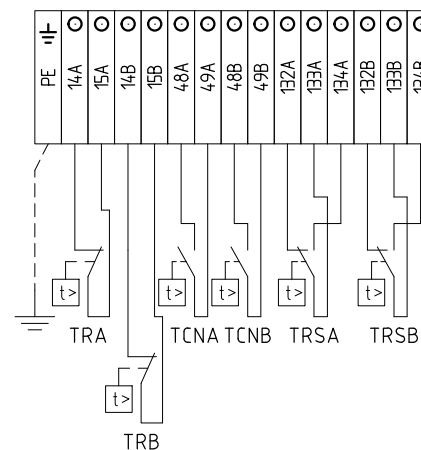 PE 14A 15A 14B 15B 48A 49A 48B 49B 132A 133A 134A 132B 133B 134B
t> t> t> t> t>
TRA TCNA TCNB TRSA TRSB
t>
TRB